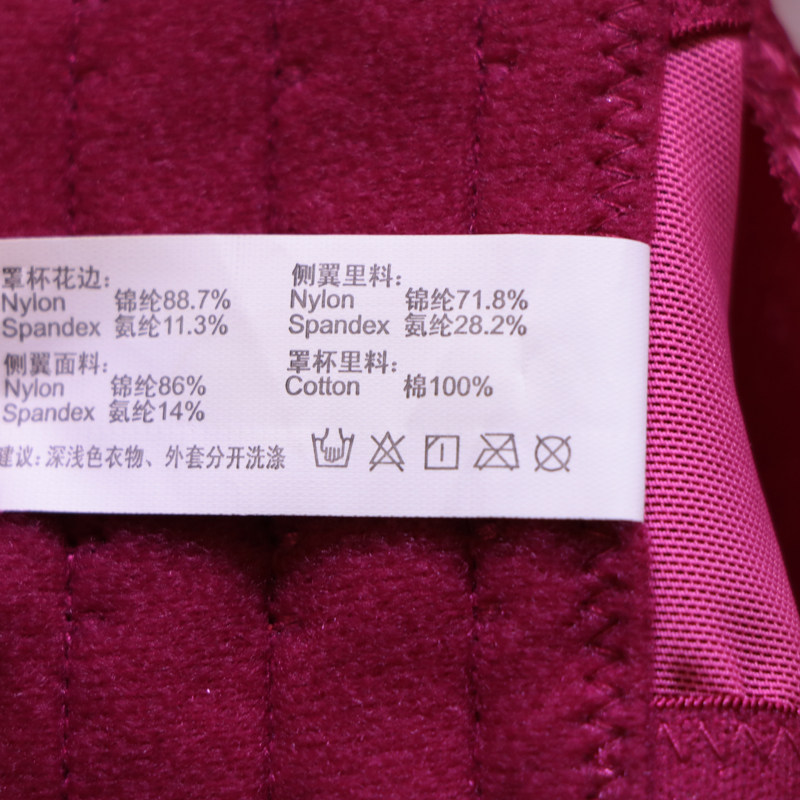 罩杯花边:
Nylon 锦纶88.7%
Spandex 氨纶11.3%
侧翼面料:
Nylon 锦纶86%
Spandex 氨纶14%
侧翼里料:
Nylon 锦纶71.8%
Spandex 氨纶28.2%
罩杯里料:
Cotton 棉100%
建议:深浅色衣物、外套分开洗涤